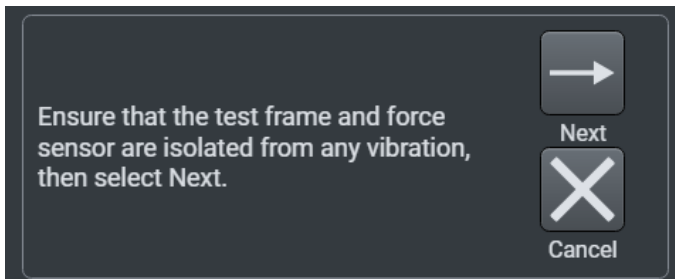 Ensure that the test frame and force
sensor are isolated from any vibration,
then select Next.
Next
Cancel